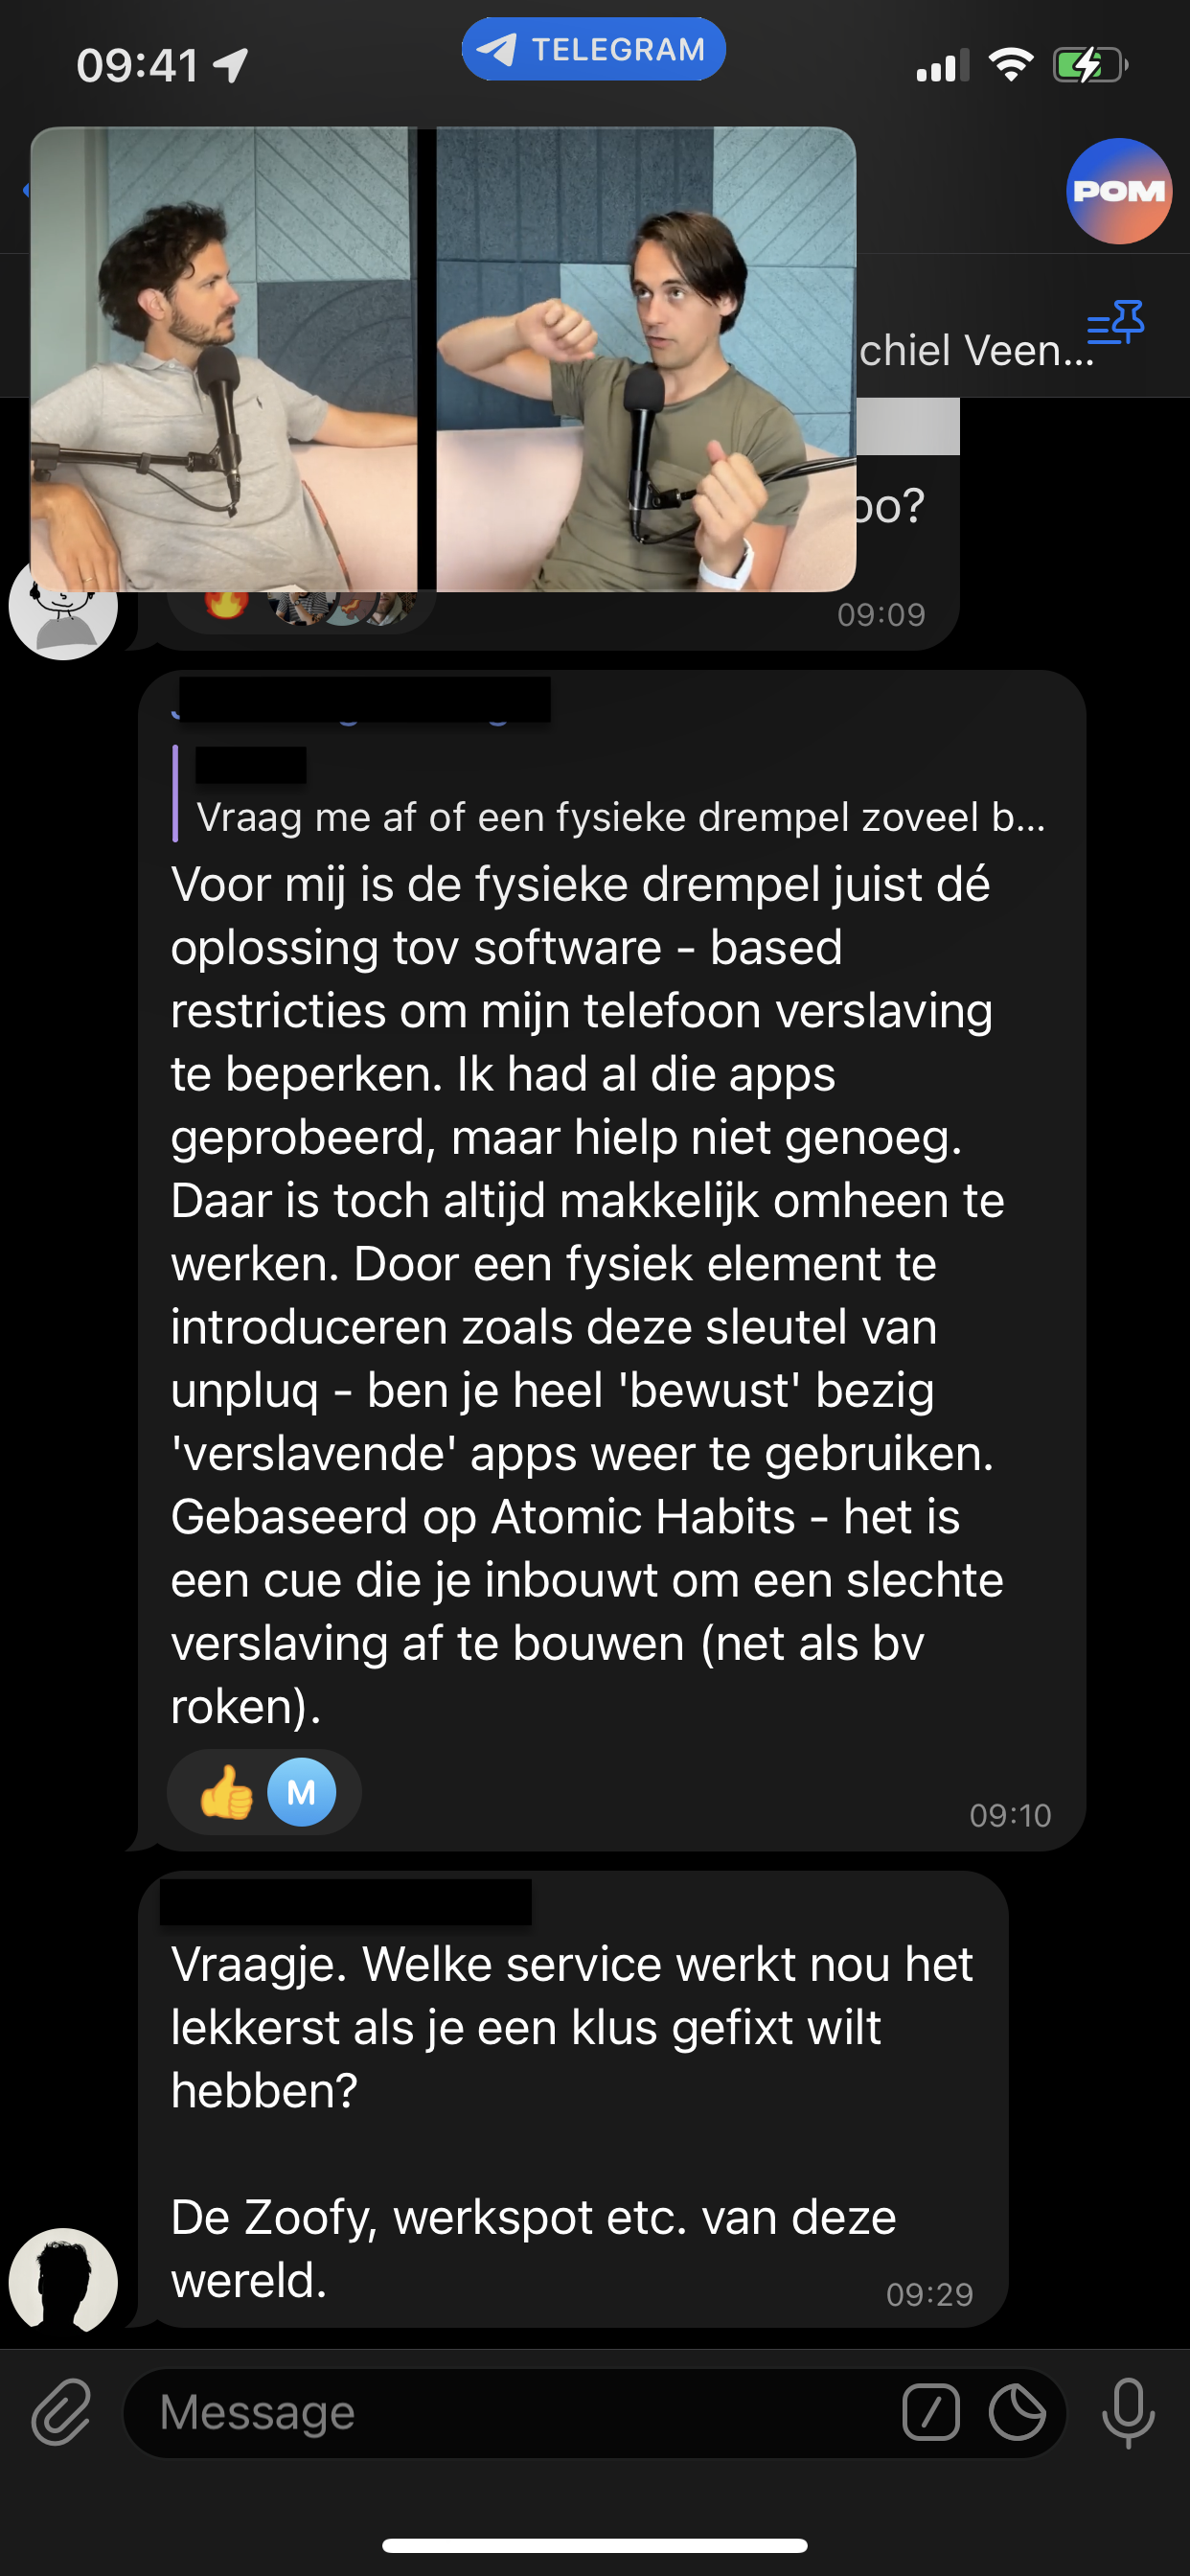 09:41
TELEGRAM
POM
chiel Veen...
oo?
09:09
Vraag me af of een fysieke drempel zoveel b...
Voor mij is de fysieke drempel juist dé
oplossing tov software - based
restricties om mijn telefoon verslaving
te beperken. Ik had al die apps
geprobeerd, maar hielp niet genoeg.
Daar is toch altijd makkelijk omheen te
werken. Door een fysiek element te
introduceren zoals deze sleutel van
unpluq - ben je heel 'bewust' bezig
'verslavende' apps weer te gebruiken.
Gebaseerd op Atomic Habits - het is
een cue die je inbouwt om een slechte
verslaving af te bouwen (net als bv
roken).
M
09:10
Vraagje. Welke service werkt nou het
lekkerst als je een klus gefixt wilt
hebben?
De Zoofy, werkspot etc. van deze
wereld.
09:29
Message